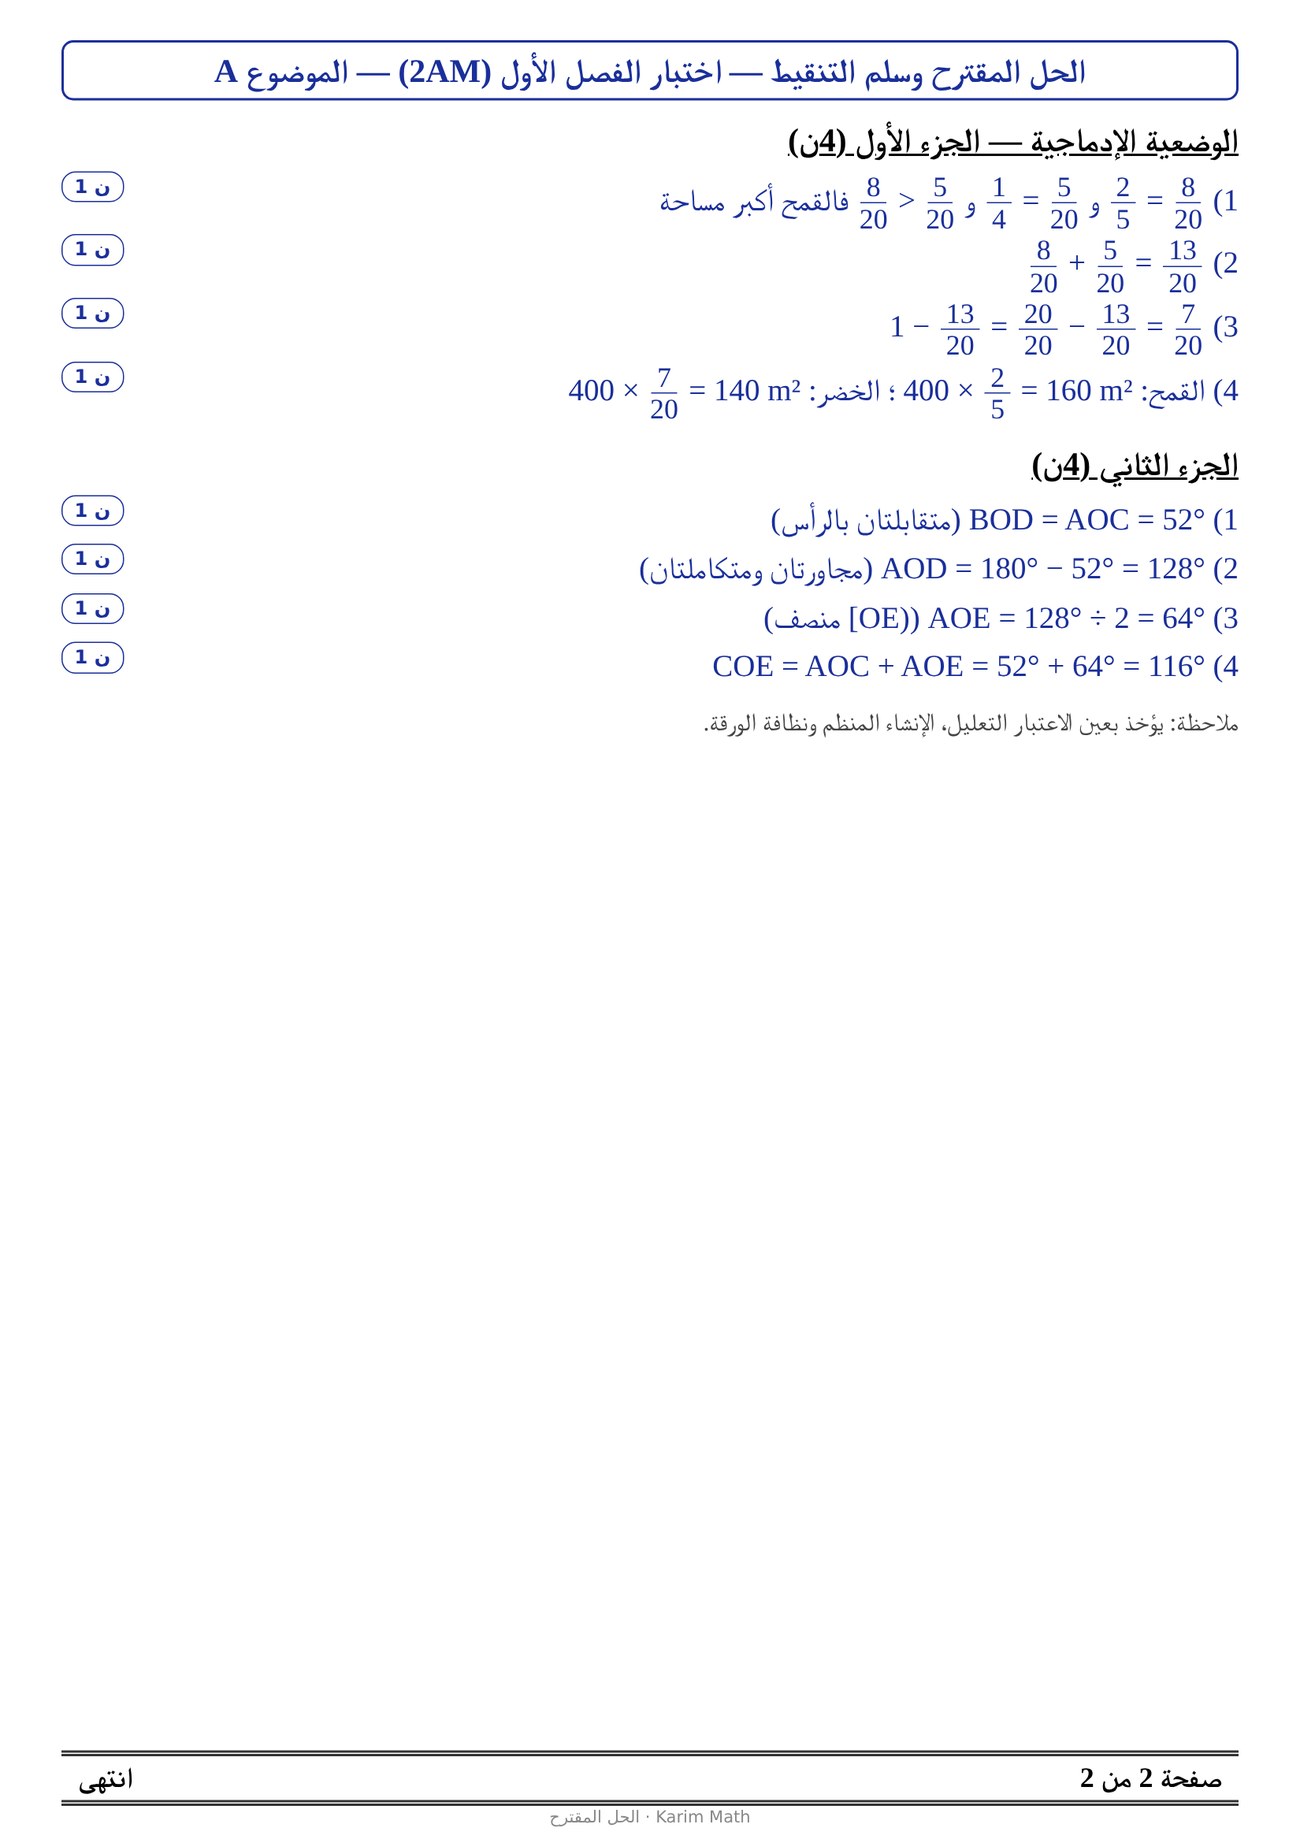 الحل المقترح وسلم التنقيط — اختبار الفصل الأول (2AM) — الموضوع A
الوضعية الإدماجية — الجزء الأول (4ن)
1) 2/5 = 8/20 و 1/4 = 5/20 و 8/20 > 5/20 فالقمح أكبر مساحة 1 ن
2) 8/20 + 5/20 = 13/20 1 ن
3) 1 − 13/20 = 20/20 − 13/20 = 7/20 1 ن
4) القمح: 400 × 2/5 = 160 m² ؛ الخضر: 400 × 7/20 = 140 m² 1 ن
الجزء الثاني (4ن)
1) BOD = AOC = 52° (متقابلتان بالرأس) 1 ن
2) AOD = 180° − 52° = 128° (مجاورتان ومتكاملتان) 1 ن
3) AOE = 128° ÷ 2 = 64° ((OE] منصف) 1 ن
4) COE = AOC + AOE = 52° + 64° = 116° 1 ن
ملاحظة: يؤخذ بعين الاعتبار التعليل، الإنشاء المنظم ونظافة الورقة.
صفحة 2 من 2 انتهى
Karim Math · الحل المقترح